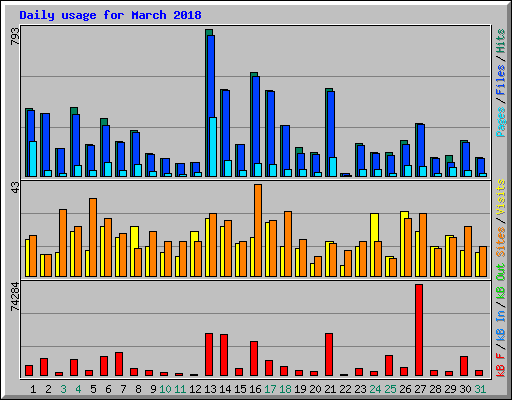 Daily usage for March 2018
793
Pages / Files / Hits
43
kB F / kB In / kB Out Sites / Visits
74284
1 2 3 4 5 6 7 8 9 10 11 12 13 14 15 16 17 18 19 20 21 22 23 24 25 26 27 28 29 30 31